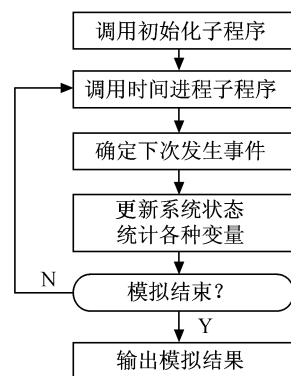 调用初始化子程序
调用时间进程子程序
确定下次发生事件
更新系统状态
统计各种变量
N
模拟结束？
Y
输出模拟结果